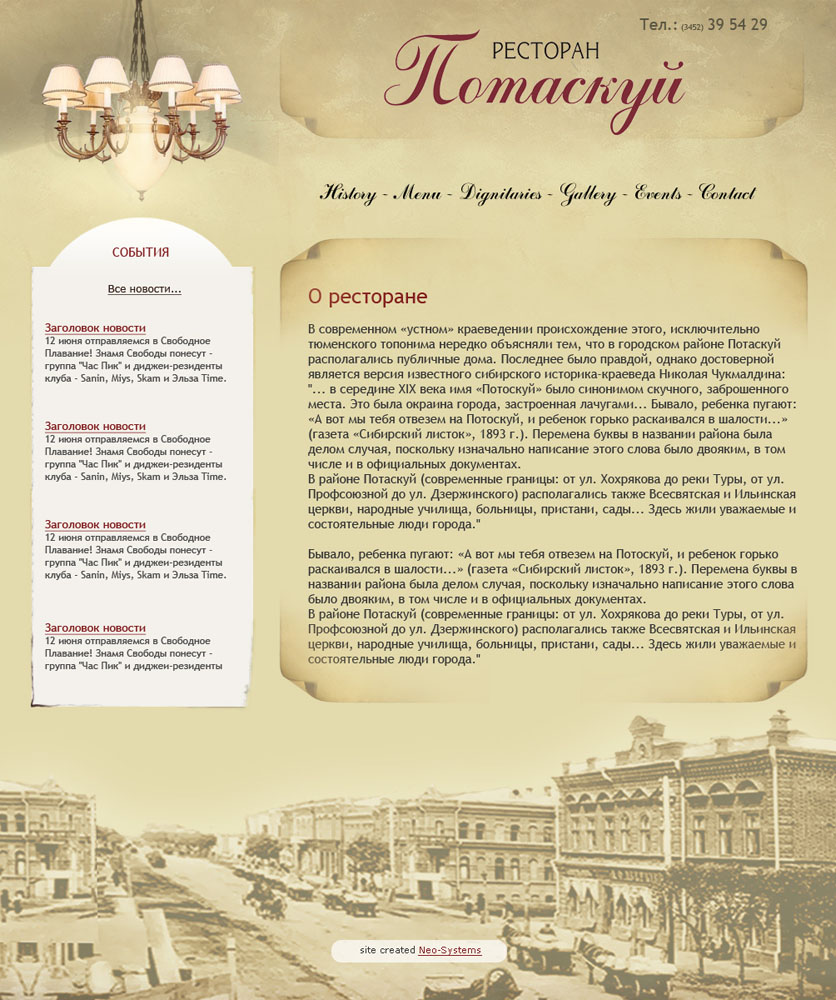 Тел.: (3452) 39 54 29
РЕСТОРАН
Потаскуй
History - Menu - Dignitaries - Gallery - Events - Contact
СОБЫТИЯ
Все новости...
Заголовок новости
12 июня отправляемся в Свободное
Плавание! Знамя Свободы понесут -
группа "Час Пик" и диджеи-резиденты
клуба - Sanin, Miys, Skam и Эльза Time.
Заголовок новости
12 июня отправляемся в Свободное
Плавание! Знамя Свободы понесут -
группа "Час Пик" и диджеи-резиденты
клуба - Sanin, Miys, Skam и Эльза Time.
Заголовок новости
12 июня отправляемся в Свободное
Плавание! Знамя Свободы понесут -
группа "Час Пик" и диджеи-резиденты
клуба - Sanin, Miys, Skam и Эльза Time.
Заголовок новости
12 июня отправляемся в Свободное
Плавание! Знамя Свободы понесут -
группа "Час Пик" и диджеи-резиденты
О ресторане
В современном «устном» краеведении происхождение этого, исключительно
тюменского топонима нередко объясняли тем, что в городском районе Потаскуй
располагались публичные дома. Последнее было правдой, однако достоверной
является версия известного сибирского историка-краеведа Николая Чукмалдина:
"... в середине XIX века имя «Потоскуй» было синонимом скучного, заброшенного
места. Это была окраина города, застроенная лачугами... Бывало, ребенка пугают:
«А вот мы тебя отвезем на Потоскуй, и ребенок горько раскаивался в шалости...»
(газета «Сибирский листок», 1893 г.). Перемена буквы в названии района была
делом случая, поскольку изначально написание этого слова было двояким, в том
числе и в официальных документах.
В районе Потаскуй (современные границы: от ул. Хохрякова до реки Туры, от ул.
Профсоюзной до ул. Дзержинского) располагались также Всесвятская и Ильинская
церкви, народные училища, больницы, пристани, сады... Здесь жили уважаемые и
состоятельные люди города."
Бывало, ребенка пугают: «А вот мы тебя отвезем на Потоскуй, и ребенок горько
раскаивался в шалости...» (газета «Сибирский листок», 1893 г.). Перемена буквы в
названии района была делом случая, поскольку изначально написание этого слова
было двояким, в том числе и в официальных документах.
В районе Потаскуй (современные границы: от ул. Хохрякова до реки Туры, от ул.
Профсоюзной до ул. Дзержинского) располагались также Всесвятская и Ильинская
церкви, народные училища, больницы, пристани, сады... Здесь жили уважаемые и
состоятельные люди города."
site created Neo-Systems